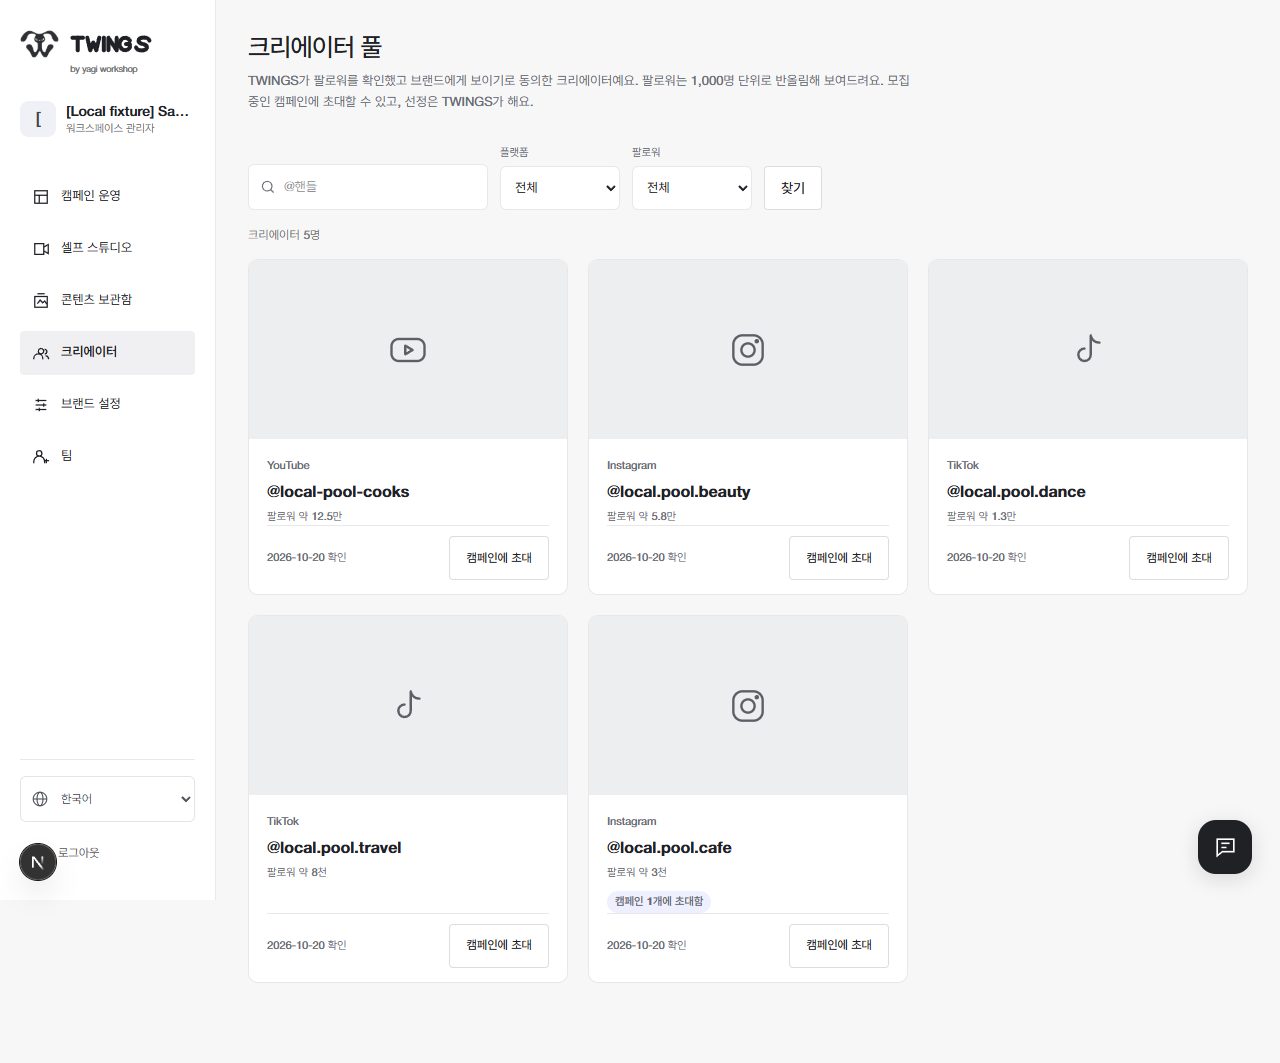 TWINGS
by yagi workshop
[
[Local fixture] Sa...
워크스페이스 관리자
캠페인 운영
셀프 스튜디오
콘텐츠 보관함
크리에이터
브랜드 설정
팀
한국어
N
로그아웃
크리에이터 풀
TWINGS가 팔로워를 확인했고 브랜드에게 보이기로 동의한 크리에이터예요. 팔로워는 1,000명 단위로 반올림해 보여드려요. 모집
중인 캠페인에 초대할 수 있고, 선정은 TWINGS가 해요.
@핸들
플랫폼
전체
팔로워
전체
찾기
크리에이터 5명
YouTube
@local-pool-cooks
팔로워 약 12.5만
2026-10-20 확인
캠페인에 초대
Instagram
@local.pool.beauty
팔로워 약 5.8만
2026-10-20 확인
캠페인에 초대
TikTok
@local.pool.dance
팔로워 약 1.3만
2026-10-20 확인
캠페인에 초대
TikTok
@local.pool.travel
팔로워 약 8천
2026-10-20 확인
캠페인에 초대
Instagram
@local.pool.cafe
팔로워 약 3천
캠페인 1개에 초대함
2026-10-20 확인
캠페인에 초대